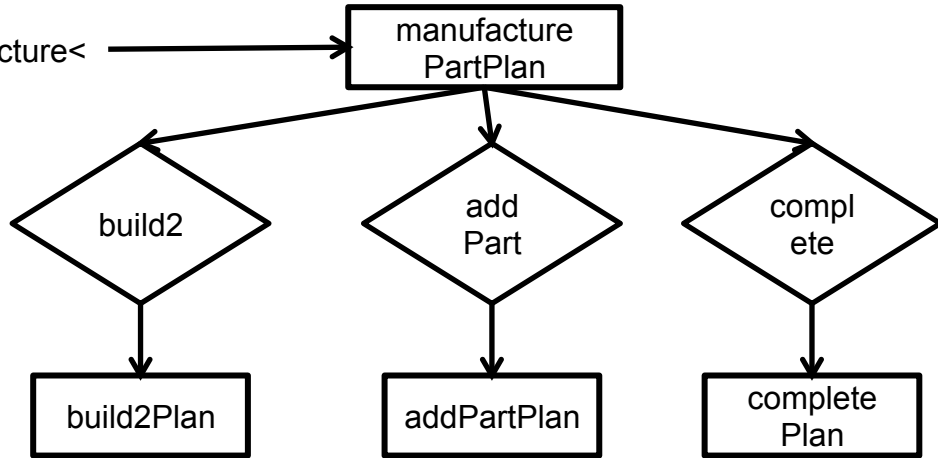 manufacture
PartPlan
cture<
build2
add
Part
compl
ete
build2Plan
addPartPlan
complete
Plan